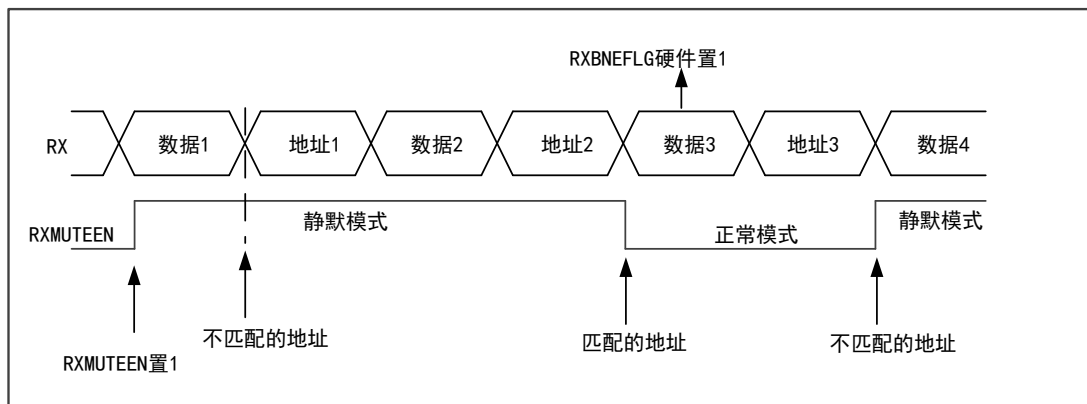 RXBNEFLG硬件置1
RX
数据1
地址1
数据2
地址2
数据3
地址3
数据4
RXMUTEEN
静默模式
正常模式
静默模式
RXMUTEEN置1
不匹配的地址
匹配的地址
不匹配的地址